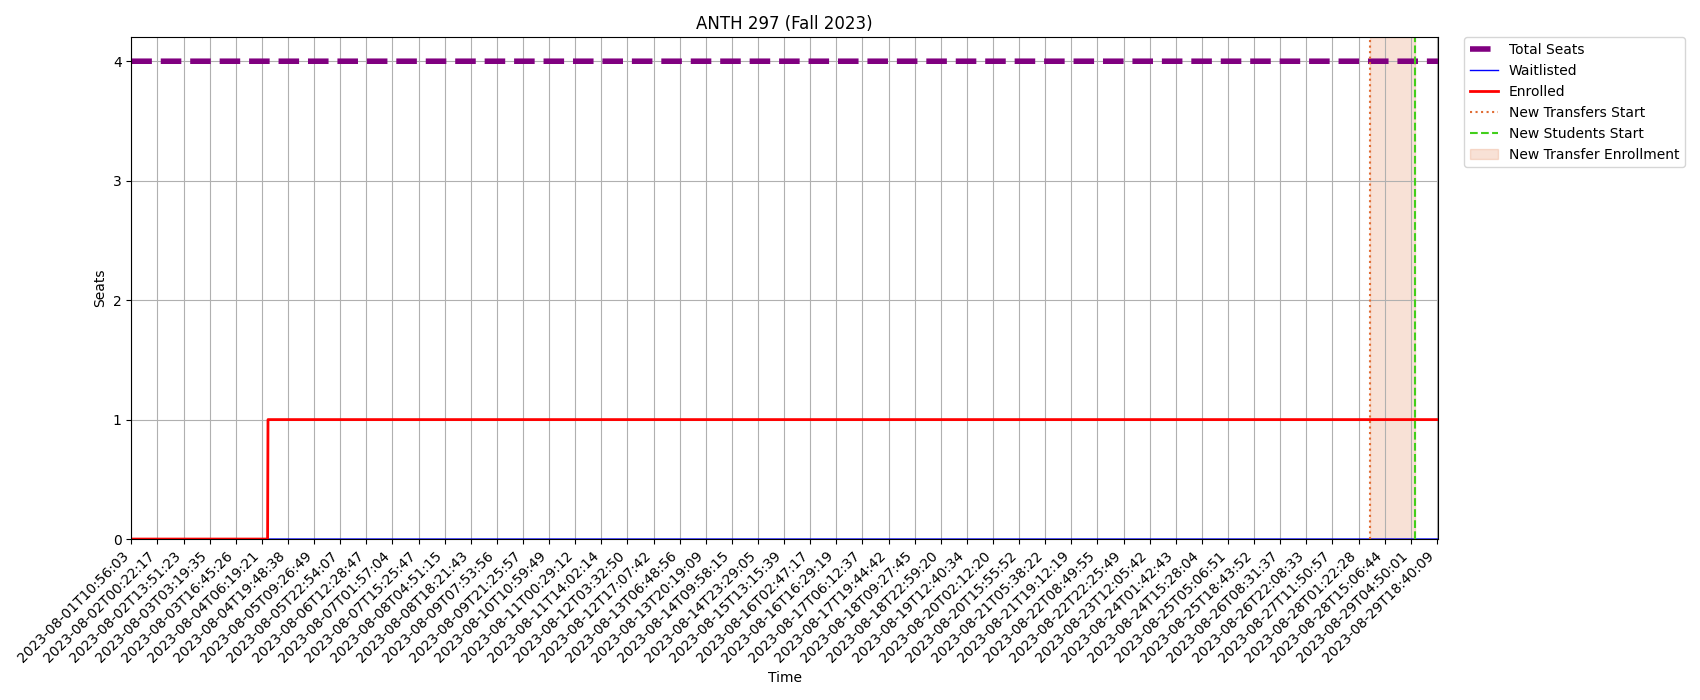 ANTH 297 (Fall 2023)
4
3
2
1
0
Seats
Total Seats
Waitlisted
Enrolled
New Transfers Start
New Students Start
New Transfer Enrollment
2023-08-01T10:56:03
2023-08-02T00:22:17
2023-08-02T13:51:23
2023-08-03T03:19:35
2023-08-03T16:45:26
2023-08-04T06:19:21
2023-08-04T19:48:38
2023-08-05T09:26:49
2023-08-05T22:54:07
2023-08-06T12:28:47
2023-08-07T01:57:04
2023-08-07T15:25:47
2023-08-08T04:51:15
2023-08-08T18:21:43
2023-08-09T07:53:56
2023-08-09T21:25:57
2023-08-10T10:59:49
2023-08-11T00:29:12
2023-08-11T14:02:14
2023-08-12T03:32:50
2023-08-12T17:07:42
2023-08-13T06:48:56
2023-08-13T20:19:09
2023-08-14T09:58:15
2023-08-14T23:29:05
2023-08-15T13:15:39
2023-08-16T02:47:17
2023-08-16T16:29:19
2023-08-17T06:12:37
2023-08-17T19:44:42
2023-08-18T09:27:45
2023-08-18T22:59:20
2023-08-19T12:40:34
2023-08-20T02:12:20
2023-08-20T15:55:52
2023-08-21T05:38:22
2023-08-21T19:12:19
2023-08-22T08:49:55
2023-08-22T22:25:49
2023-08-23T12:05:42
2023-08-24T01:42:43
2023-08-24T15:28:04
2023-08-25T05:06:51
2023-08-25T18:43:52
2023-08-26T08:31:37
2023-08-26T22:08:33
2023-08-27T11:50:57
2023-08-28T01:22:28
2023-08-28T15:06:44
2023-08-29T04:50:01
2023-08-29T18:40:09
Time